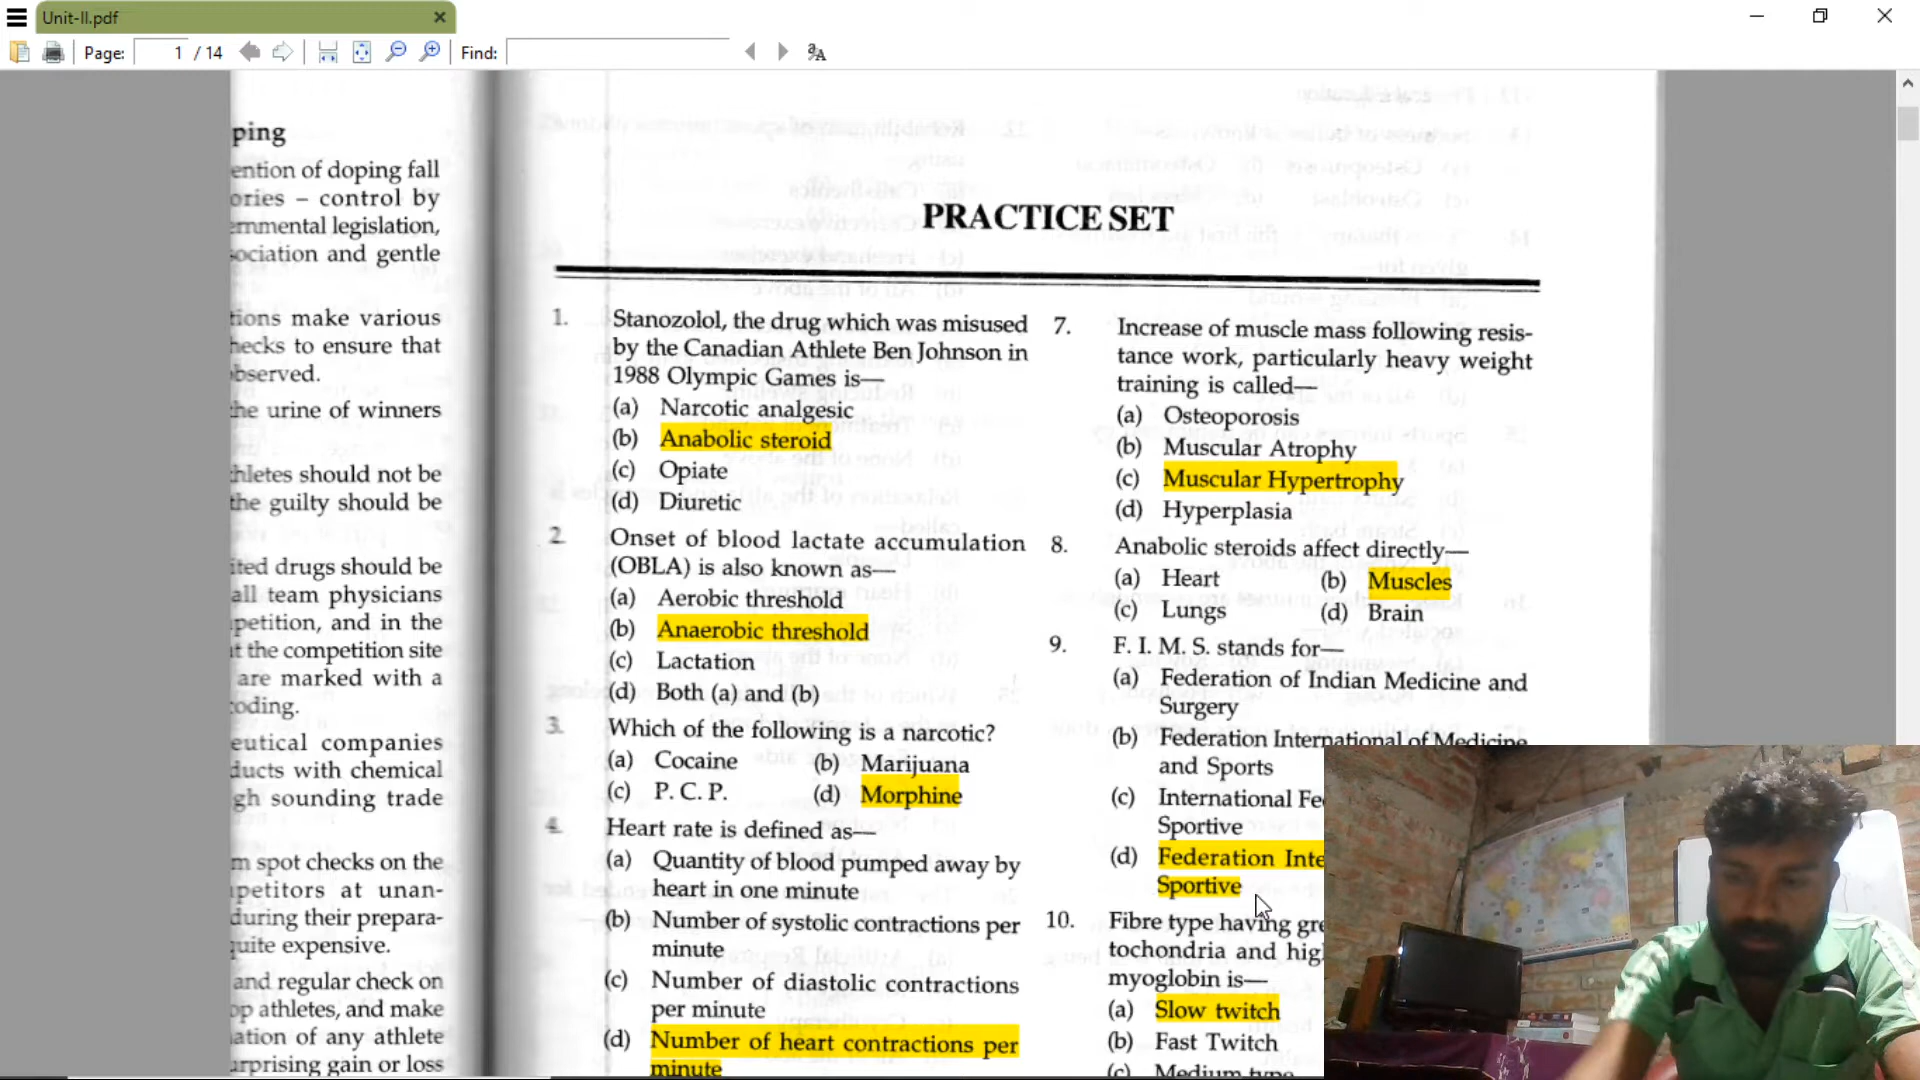 Unit-II.pdf
Page: 1 / 14 Find:
ping
ention of doping fall
ories – control by
ernmental legislation,
sociation and gentle
tions make various
hecks to ensure that
bserved.
the urine of winners
thletes should not be
the guilty should be
ited drugs should be
all team physicians
petition, and in the
t the competition site
are marked with a
coding.
eutical companies
ducts with chemical
gh sounding trade
m spot checks on the
petitors at unan-
during their prepara-
quite expensive.
and regular check on
op athletes, and make
ation of any athlete
urprising gain or loss
PRACTICE SET
1. Stanozolol, the drug which was misused
by the Canadian Athlete Ben Johnson in
1988 Olympic Games is—
(a) Narcotic analgesic
(b) Anabolic steroid
(c) Opiate
(d) Diuretic
2. Onset of blood lactate accumulation
(OBLA) is also known as—
(a) Aerobic threshold
(b) Anaerobic threshold
(c) Lactation
(d) Both (a) and (b)
3. Which of the following is a narcotic?
(a) Cocaine (b) Marijuana
(c) P. C. P. (d) Morphine
4. Heart rate is defined as—
(a) Quantity of blood pumped away by
heart in one minute
(b) Number of systolic contractions per
minute
(c) Number of diastolic contractions
per minute
(d) Number of heart contractions per
minute
7. Increase of muscle mass following resis-
tance work, particularly heavy weight
training is called—
(a) Osteoporosis
(b) Muscular Atrophy
(c) Muscular Hypertrophy
(d) Hyperplasia
8. Anabolic steroids affect directly—
(a) Heart (b) Muscles
(c) Lungs (d) Brain
9. F. I. M. S. stands for—
(a) Federation of Indian Medicine and
Surgery
(b) Federation International of Medicine
and Sports
(c) International Fe
Sportive
(d) Federation Inte
Sportive
10. Fibre type having gre
tochondria and hig
myoglobin is—
(a) Slow twitch
(b) Fast Twitch
(c) Medium type